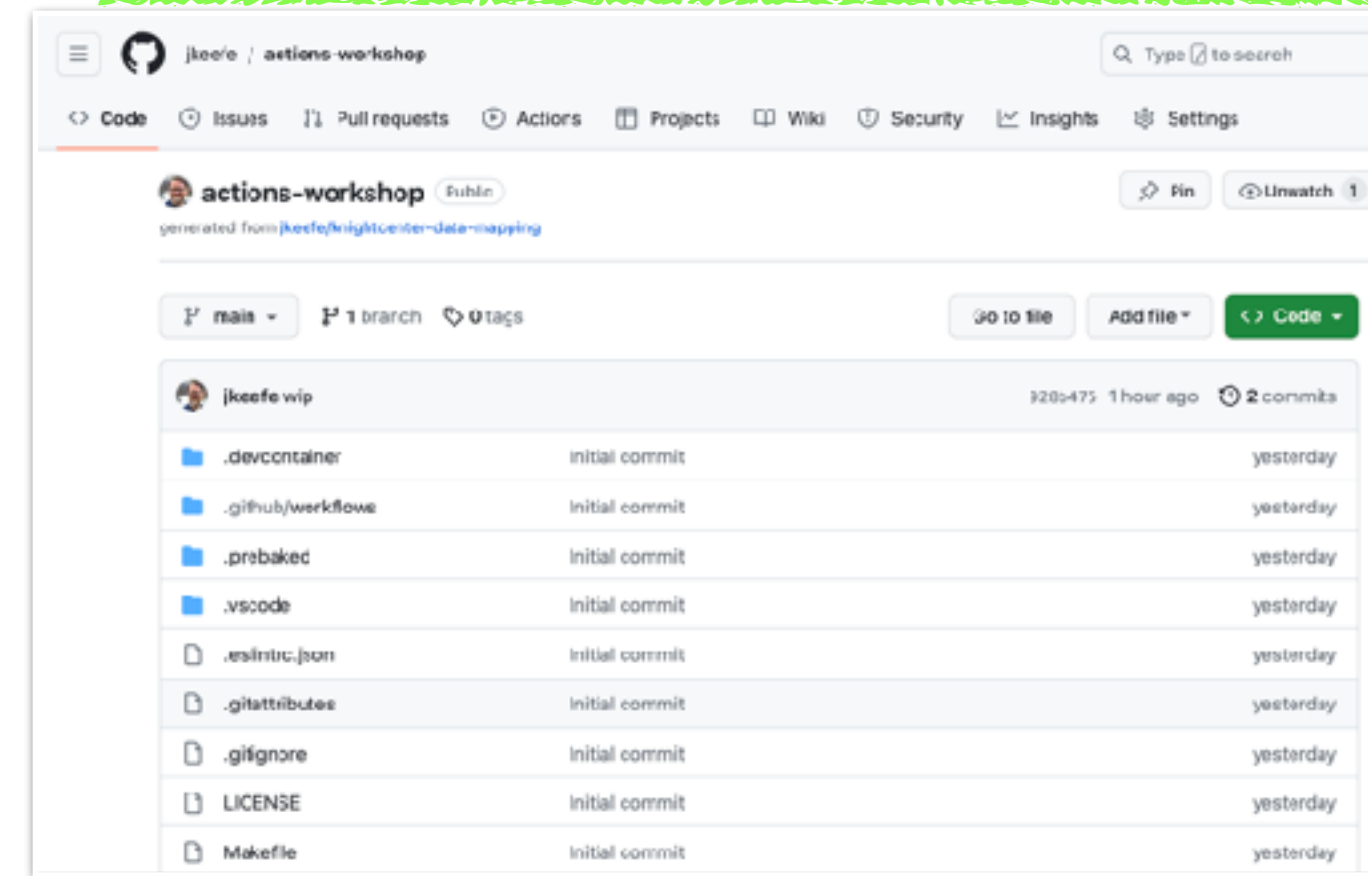 jkeefe / actions-workshop
Type / to search
Code Issues Pull requests Actions Projects Wiki Security Insights Settings
actions-workshop Public
Pin Unwatch 1
generated from jkeefe/knightcenter-data-mapping
main 1 branch 0 tags Go to file Add file Code
jkeefe wip 1 hour ago 2 commits
.devcontainer Initial commit yesterday
.github/workflows Initial commit yesterday
.prebaked Initial commit yesterday
.vscode Initial commit yesterday
.eslintrc.json Initial commit yesterday
.gitattributes Initial commit yesterday
.gitignore Initial commit yesterday
LICENSE Initial commit yesterday
Makefile Initial commit yesterday